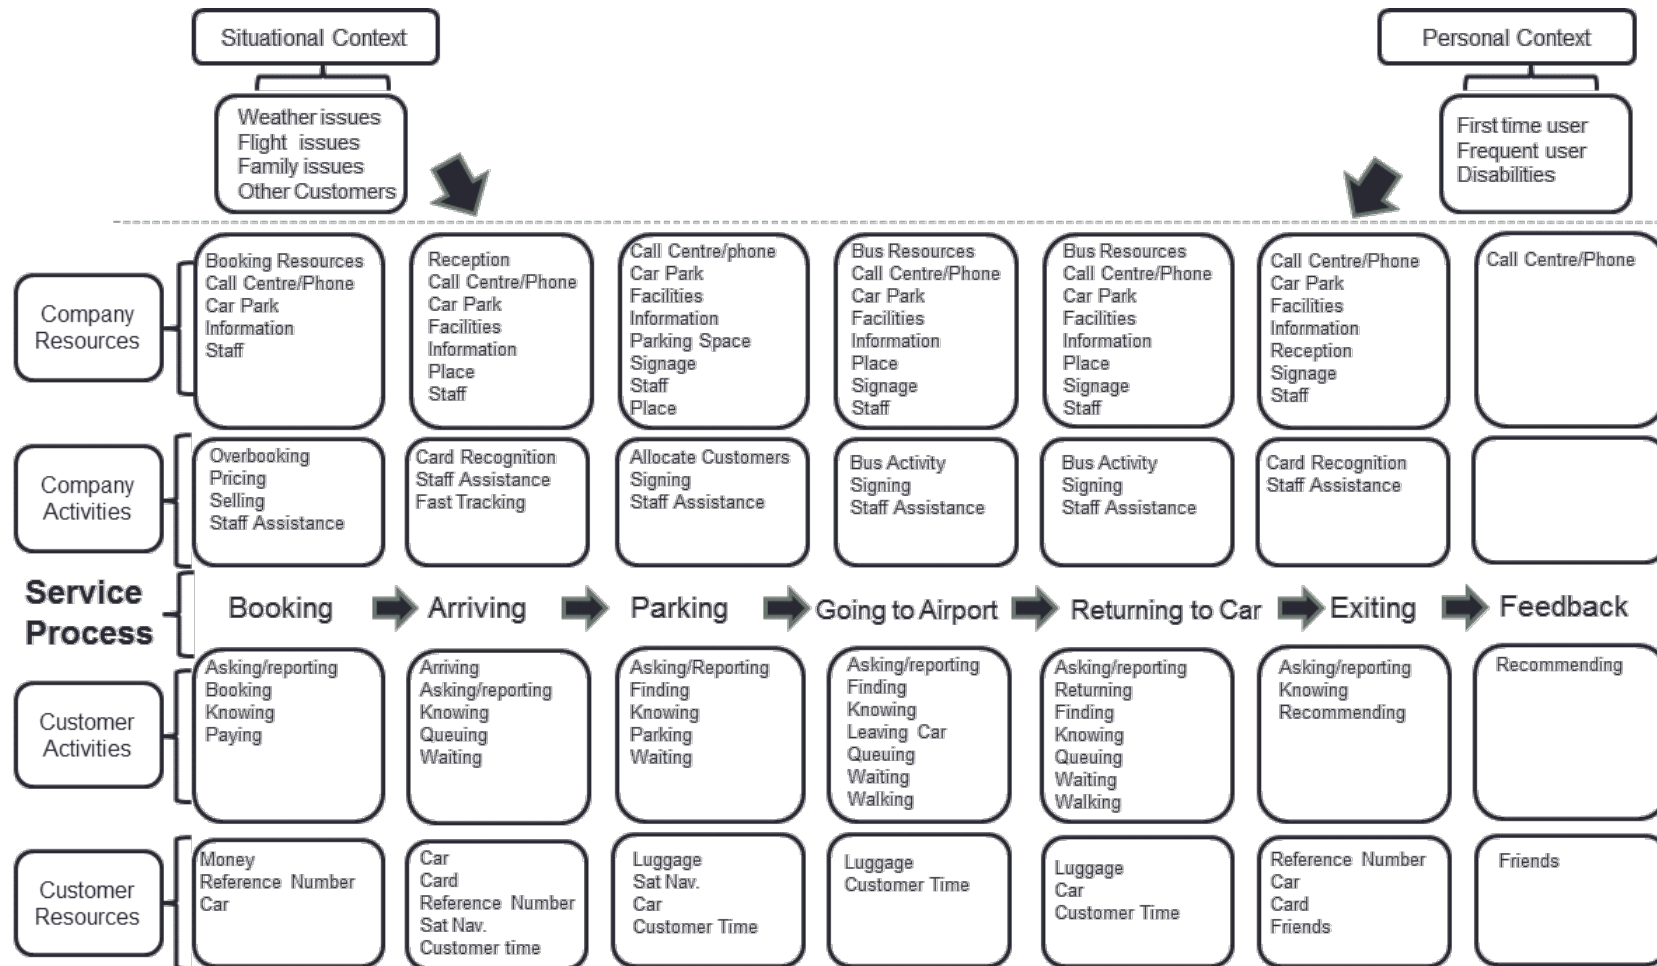 Situational Context
Personal Context
Weather issues
Flight issues
Family issues
Other Customers
First time user
Frequent user
Disabilities
Company
Resources
Booking Resources
Call Centre/Phone
Car Park
Information
Staff
Reception
Call Centre/Phone
Car Park
Facilities
Information
Place
Staff
Call Centre/phone
Car Park
Facilities
Information
Parking Space
Signage
Staff
Place
Bus Resources
Call Centre/Phone
Car Park
Facilities
Information
Place
Signage
Staff
Bus Resources
Call Centre/Phone
Car Park
Facilities
Information
Place
Signage
Staff
Call Centre/Phone
Car Park
Facilities
Information
Reception
Signage
Staff
Call Centre/Phone
Company
Activities
Overbooking
Pricing
Selling
Staff Assistance
Card Recognition
Staff Assistance
Fast Tracking
Allocate Customers
Signing
Staff Assistance
Bus Activity
Signing
Staff Assistance
Bus Activity
Signing
Staff Assistance
Card Recognition
Staff Assistance
Service
Process
Booking
Arriving
Parking
Going to Airport
Returning to Car
Exiting
Feedback
Customer
Activities
Asking/reporting
Booking
Knowing
Paying
Arriving
Asking/reporting
Knowing
Queuing
Waiting
Asking/Reporting
Finding
Knowing
Parking
Waiting
Asking/reporting
Finding
Knowing
Leaving Car
Queuing
Waiting
Walking
Asking/reporting
Returning
Finding
Knowing
Queuing
Waiting
Walking
Asking/reporting
Knowing
Recommending
Recommending
Customer
Resources
Money
Reference Number
Car
Car
Card
Reference Number
Sat Nav.
Customer time
Luggage
Sat Nav.
Car
Customer Time
Luggage
Customer Time
Luggage
Car
Customer Time
Reference Number
Car
Card
Friends
Friends